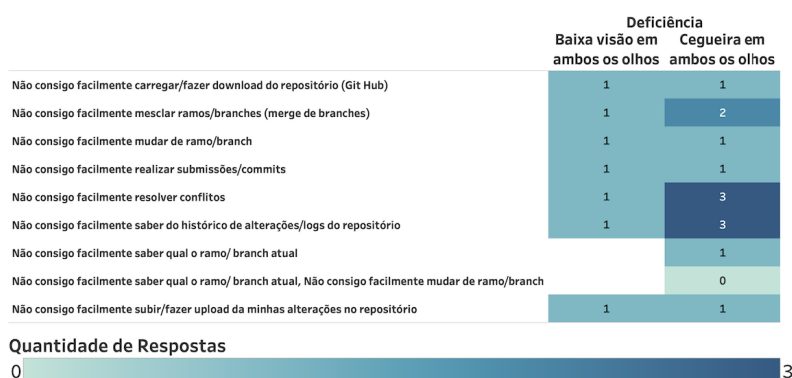 Deficiência
Baixa visão em ambos os olhos
Cegueira em ambos os olhos
Não consigo facilmente carregar/fazer download do repositório (Git Hub) 1 1
Não consigo facilmente mesclar ramos/branches (merge de branches) 1 2
Não consigo facilmente mudar de ramo/branch 1 1
Não consigo facilmente realizar submissões/commits 1 1
Não consigo facilmente resolver conflitos 1 3
Não consigo facilmente saber do histórico de alterações/logs do repositório 1 3
Não consigo facilmente saber qual o ramo/ branch atual 1
Não consigo facilmente saber qual o ramo/ branch atual, Não consigo facilmente mudar de ramo/branch 0
Não consigo facilmente subir/fazer upload da minhas alterações no repositório 1 1
Quantidade de Respostas
0 3